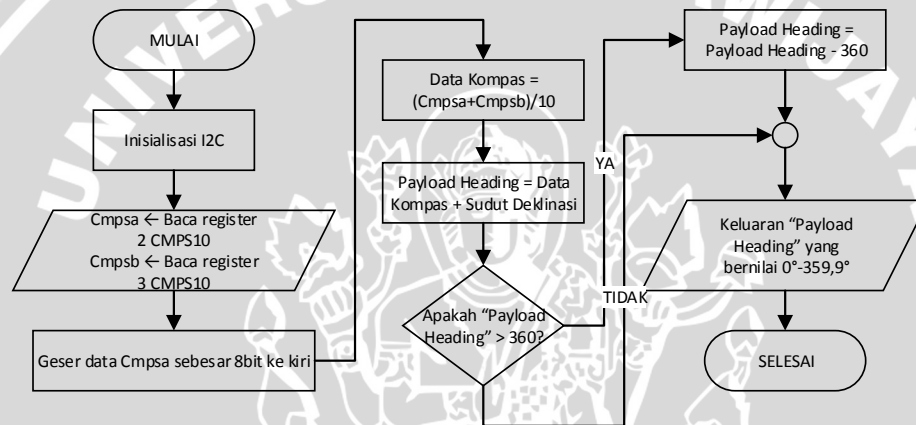 MULAI
Inisialisasi I2C
Cmpsa ← Baca register
2 CMPS10
Cmpsb ← Baca register
3 CMPS10
Geser data Cmpsa sebesar 8bit ke kiri
Data Kompas =
(Cmpsa+Cmpsb)/10
Payload Heading = Data
Kompas + Sudut Deklinasi
Apakah “Payload
Heading” > 360?
YA
TIDAK
Payload Heading =
Payload Heading - 360
Keluaran “Payload
Heading” yang
bernilai 0°-359,9°
SELESAI